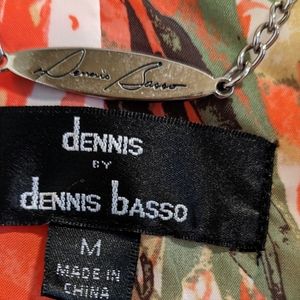 Dennis Basso
dENNIS
BY
dENNIS bASSO
M
MADE IN
CHINA